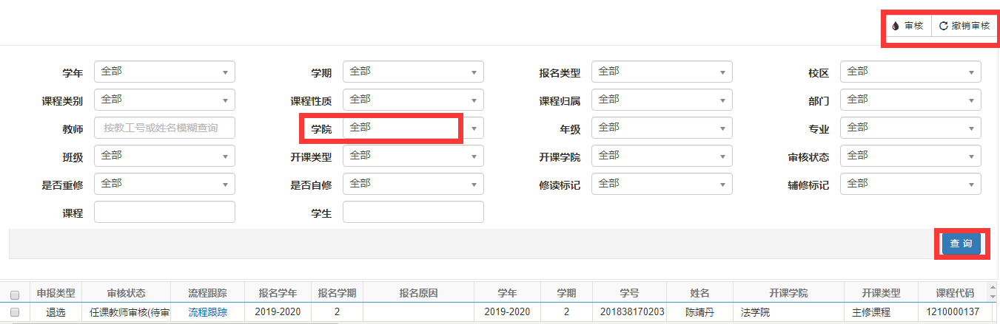 审核 撤销审核
学年 全部 学期 全部 报名类型 全部 校区 全部
课程类别 全部 课程性质 全部 课程归属 全部 部门 全部
教师 按教工号或姓名模糊查询 学院 全部 年级 全部 专业 全部
班级 全部 开课类型 全部 开课学院 全部 审核状态 全部
是否重修 全部 是否自修 全部 修读标记 全部 辅修标记 全部
课程 学生
查 询
申报类型 审核状态 流程跟踪 报名学年 报名学期 报名原因 学年 学期 学号 姓名 开课学院 开课类型 课程代码
退选 任课教师审核(待审 流程跟踪 2019-2020 2 2019-2020 2 201838170203 陈靖丹 法学院 主修课程 1210000137